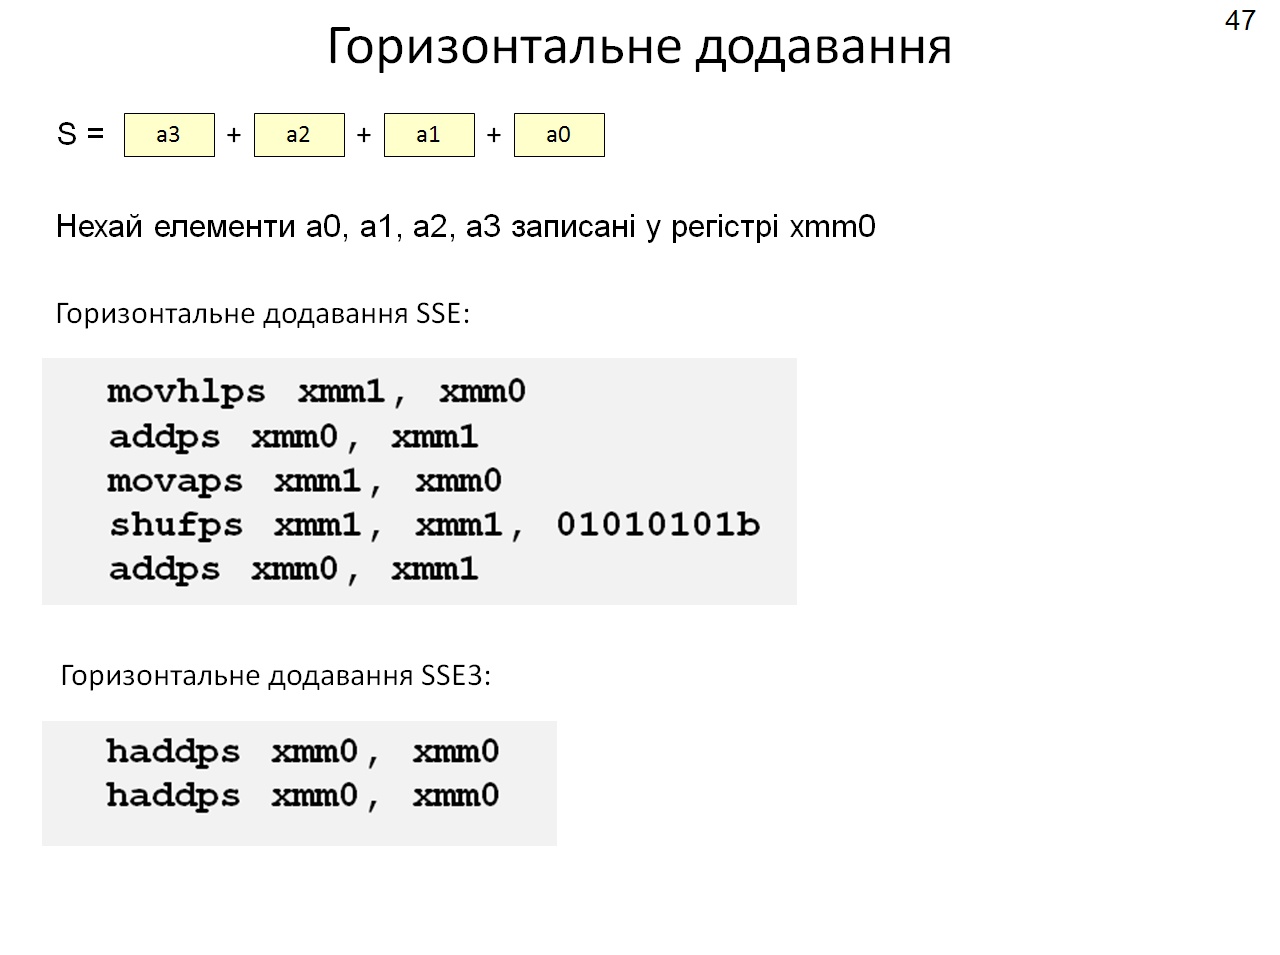 47
Горизонтальне додавання
S = a3 + a2 + a1 + a0
Нехай елементи a0, a1, a2, a3 записані у регістрі xmm0
Горизонтальне додавання SSE:
movhlps xmm1, xmm0
addps xmm0, xmm1
movaps xmm1, xmm0
shufps xmm1, xmm1, 01010101b
addps xmm0, xmm1
Горизонтальне додавання SSE3:
haddps xmm0, xmm0
haddps xmm0, xmm0